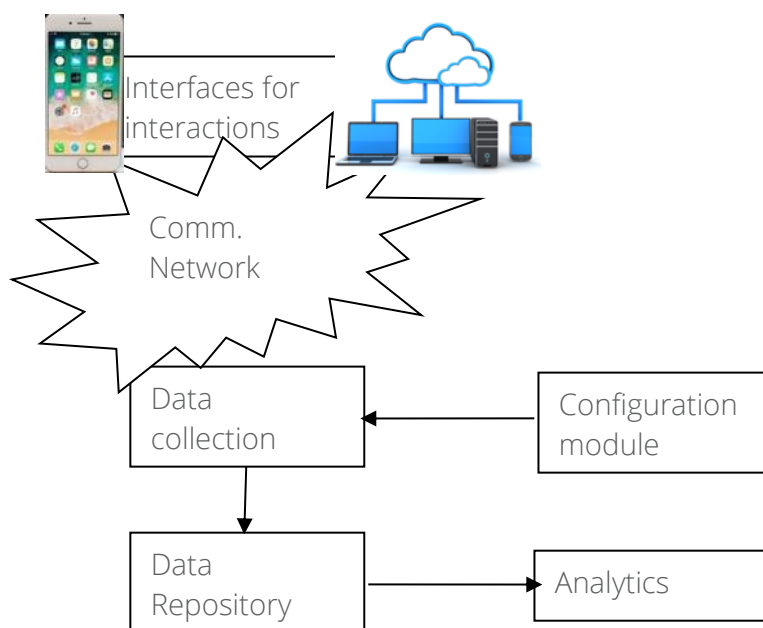 Interfaces for
interactions
Comm.
Network
Data
collection
Configuration
module
Data
Repository
Analytics